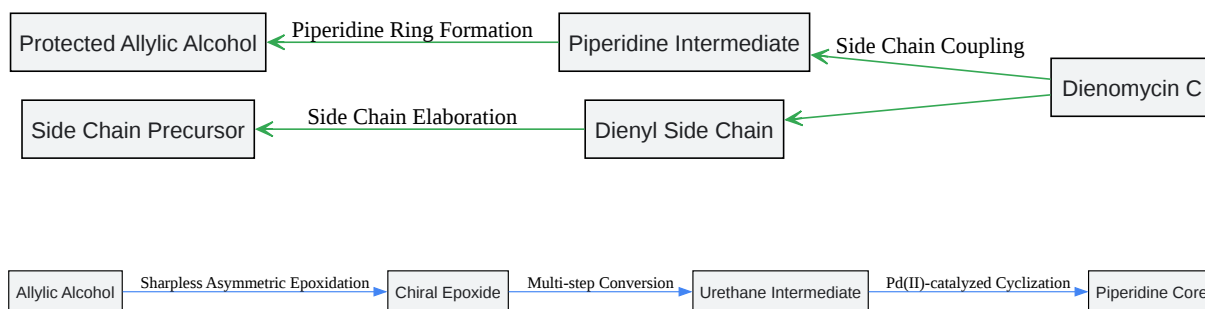 Protected Allylic Alcohol
Piperidine Ring Formation
Piperidine Intermediate
Side Chain Coupling
Dienomycin C
Side Chain Precursor
Side Chain Elaboration
Dienyl Side Chain
Allylic Alcohol
Sharpless Asymmetric Epoxidation
Chiral Epoxide
Multi-step Conversion
Urethane Intermediate
Pd(II)-catalyzed Cyclization
Piperidine Core